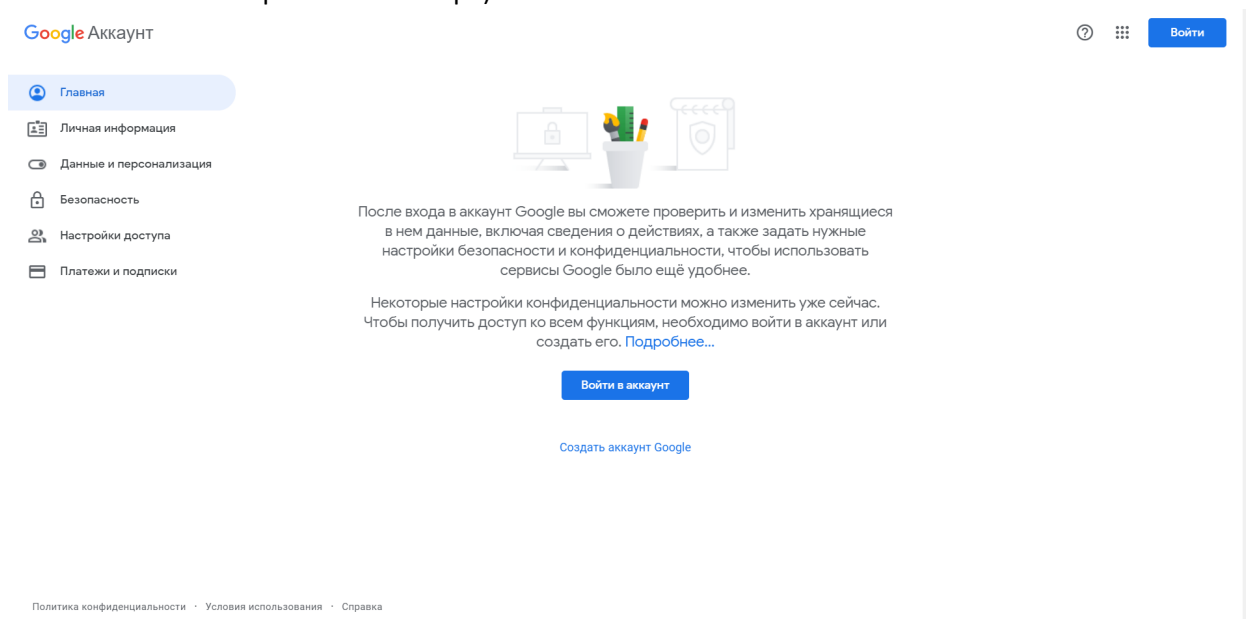 Google Аккаунт
Войти
Главная
Личная информация
Данные и персонализация
Безопасность
Настройки доступа
Платежи и подписки
После входа в аккаунт Google вы сможете проверить и изменить хранящиеся
в нем данные, включая сведения о действиях, а также задать нужные
настройки безопасности и конфиденциальности, чтобы использовать
сервисы Google было ещё удобнее.
Некоторые настройки конфиденциальности можно изменить уже сейчас.
Чтобы получить доступ ко всем функциям, необходимо войти в аккаунт или
создать его. Подробнее...
Войти в аккаунт
Создать аккаунт Google
Политика конфиденциальности · Условия использования · Справка